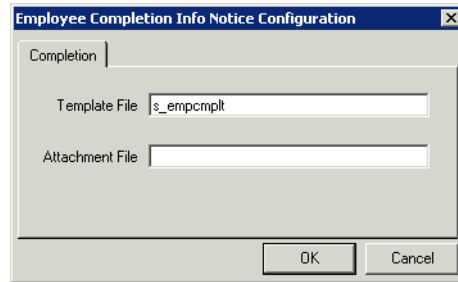 Employee Completion Info Notice Configuration
Completion
Template File s_empcmplt
Attachment File
OK Cancel